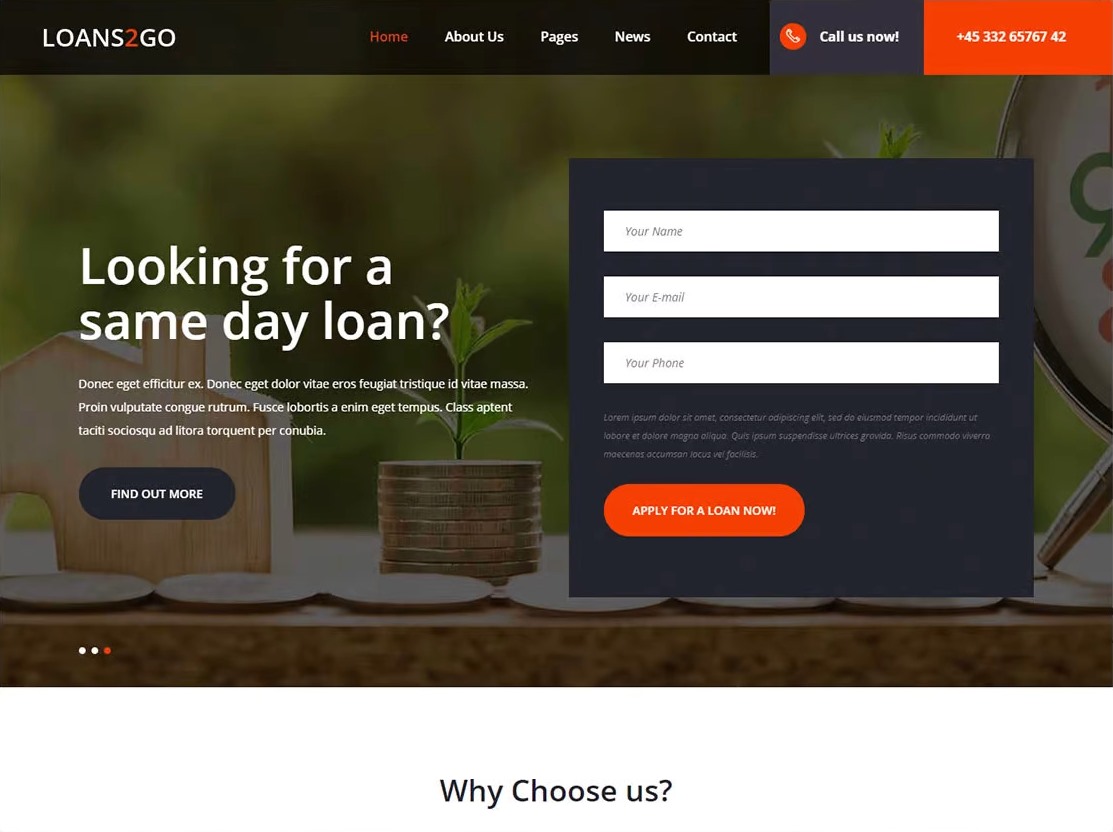 LOANS2GO
Home
About Us
Pages
News
Contact
Call us now!
+45 332 65767 42
Looking for a
same day loan?
Donec eget efficitur ex. Donec eget dolor vitae eros feugiat tristique id vitae massa.
Proin vulputate congue rutrum. Fusce lobortis a enim eget tempus. Class aptent
taciti sociosqu ad litora torquent per conubia.
FIND OUT MORE
Your Name
Your E-mail
Your Phone
Lorem ipsum dolor sit amet, consectetur adipiscing elit, sed do eiusmod tempor incididunt ut
labore et dolore magna aliqua. Quis ipsum suspendisse ultrices gravida. Risus commodo viverra
maecenas accumsan lacus vel facilisis.
APPLY FOR A LOAN NOW!
Why Choose us?